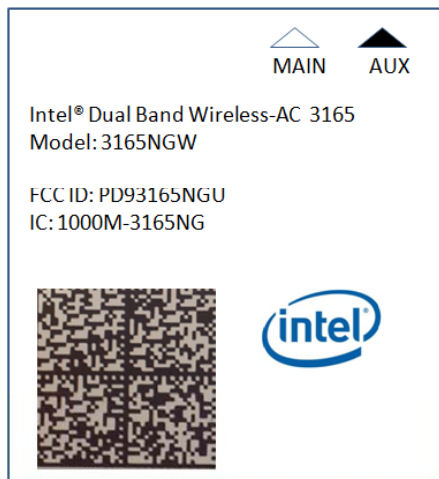 MAIN AUX
Intel® Dual Band Wireless-AC 3165
Model: 3165NGW
FCC ID: PD93165NGU
IC: 1000M-3165NG
intel®